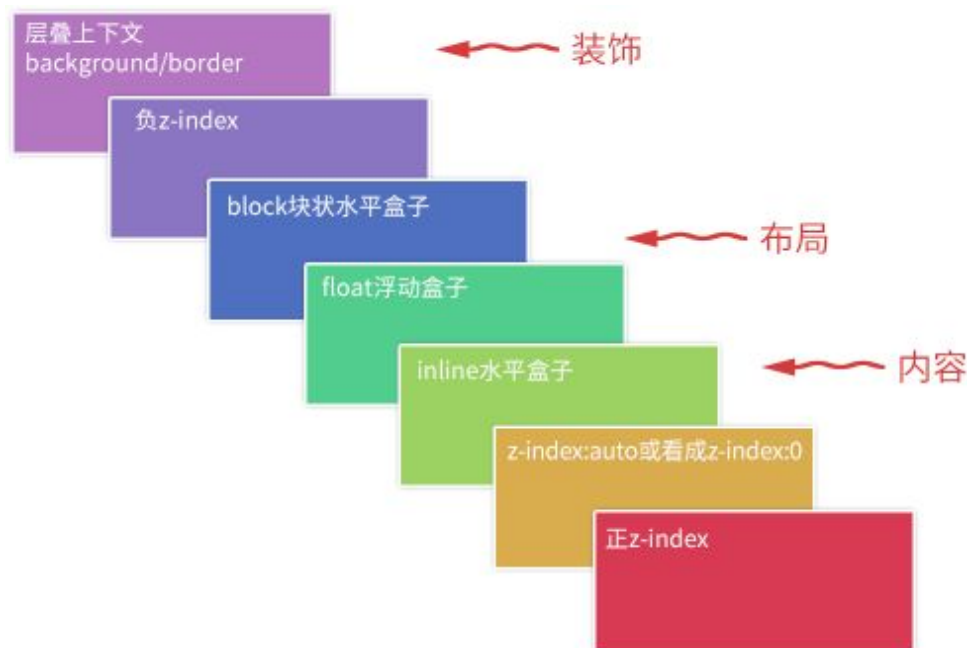 层叠上下文
background/border
装饰
负z-index
block块状水平盒子
布局
float浮动盒子
inline水平盒子
内容
z-index:auto或看成z-index:0
正z-index